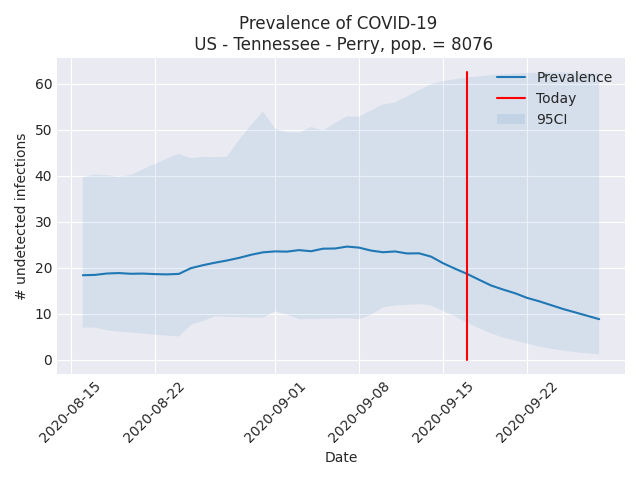 Prevalence of COVID-19
US - Tennessee - Perry, pop. = 8076
# undetected infections
60
50
40
30
20
10
0
Prevalence
Today
95CI
2020-08-15
2020-08-22
2020-09-01
2020-09-08
2020-09-15
2020-09-22
Date